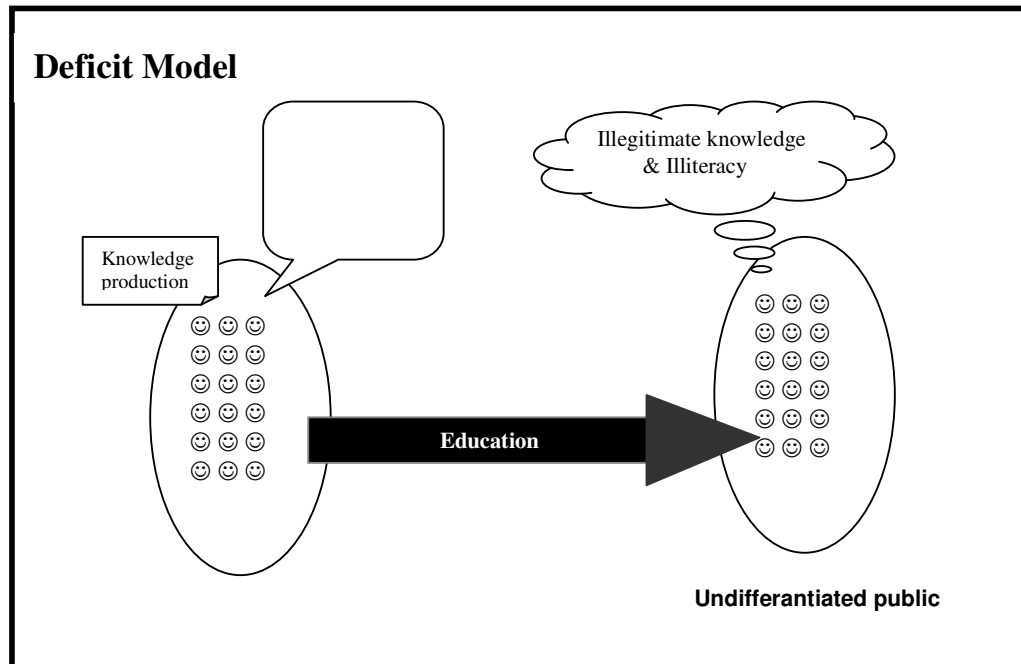 Deficit Model
Illegitimate knowledge
& Illiteracy
Knowledge
production
Education
Undifferantiated public